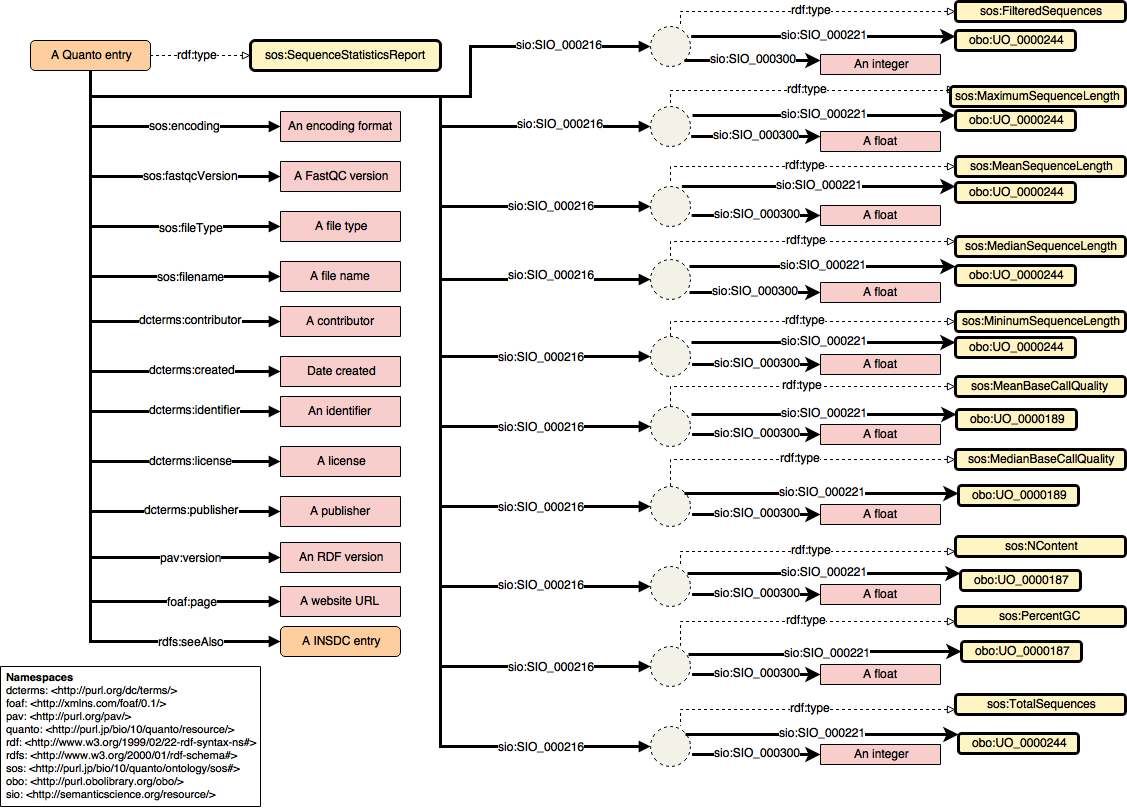 A Quanto entry
rdf:type
sos:SequenceStatisticsReport
sos:encoding
An encoding format
sos:fastqcVersion
A FastQC version
sos:fileType
A file type
sos:filename
A file name
dcterms:contributor
A contributor
dcterms:created
Date created
dcterms:identifier
An identifier
dcterms:license
A license
dcterms:publisher
A publisher
pav:version
An RDF version
foaf:page
A website URL
rdfs:seeAlso
A INSDC entry
sio:SIO_000216
rdf:type
sos:FilteredSequences
sio:SIO_000221
obo:UO_0000244
sio:SIO_000300
An integer
sio:SIO_000216
rdf:type
sos:MaximumSequenceLength
sio:SIO_000221
obo:UO_0000244
sio:SIO_000300
A float
sio:SIO_000216
rdf:type
sos:MeanSequenceLength
sio:SIO_000221
obo:UO_0000244
sio:SIO_000300
A float
sio:SIO_000216
rdf:type
sos:MedianSequenceLength
sio:SIO_000221
obo:UO_0000244
sio:SIO_000300
A float
sio:SIO_000216
rdf:type
sos:MininumSequenceLength
sio:SIO_000221
obo:UO_0000244
sio:SIO_000300
A float
sio:SIO_000216
rdf:type
sos:MeanBaseCallQuality
sio:SIO_000221
obo:UO_0000189
sio:SIO_000300
A float
sio:SIO_000216
rdf:type
sos:MedianBaseCallQuality
sio:SIO_000221
obo:UO_0000189
sio:SIO_000300
A float
sio:SIO_000216
rdf:type
sos:NContent
sio:SIO_000221
obo:UO_0000187
sio:SIO_000300
A float
sio:SIO_000216
rdf:type
sos:PercentGC
sio:SIO_000221
obo:UO_0000187
sio:SIO_000300
A float
sio:SIO_000216
rdf:type
sos:TotalSequences
sio:SIO_000221
obo:UO_0000244
sio:SIO_000300
An integer
Namespaces
dcterms: <http://purl.org/dc/terms/>
foaf: <http://xmlns.com/foaf/0.1/>
pav: <http://purl.org/pav/>
quanto: <http://purl.jp/bio/10/quanto/resource/>
rdf: <http://www.w3.org/1999/02/22-rdf-syntax-ns#>
rdfs: <http://www.w3.org/2000/01/rdf-schema#>
sos: <http://purl.jp/bio/10/quanto/ontology/sos#>
obo: <http://purl.obolibrary.org/obo/>
sio: <http://semanticscience.org/resource/>